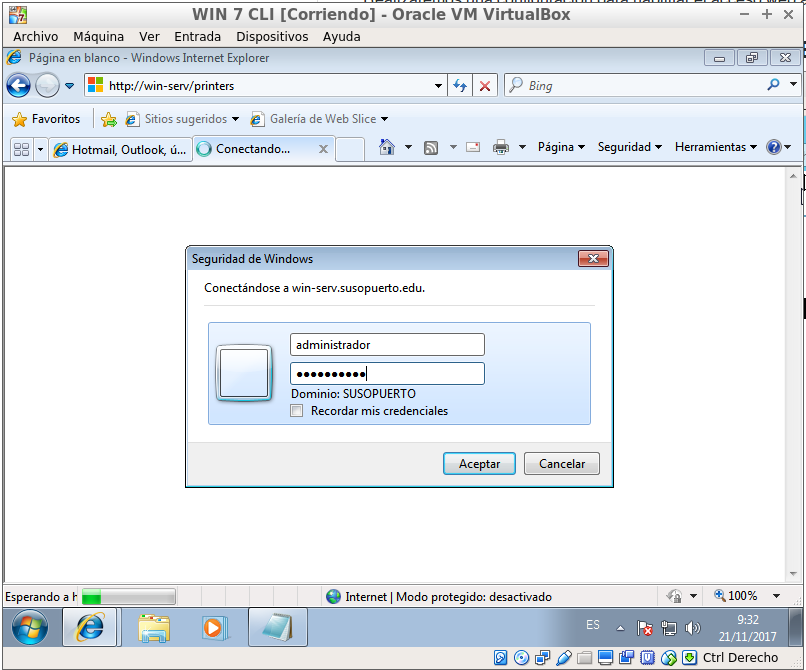 WIN 7 CLI [Corriendo] - Oracle VM VirtualBox
Archivo Máquina Ver Entrada Dispositivos Ayuda
Página en blanco - Windows Internet Explorer
http://win-serv/printers
Bing
Favoritos
Sitios sugeridos
Galería de Web Slice
Hotmail, Outlook, ú...
Conectando...
Página
Seguridad
Herramientas
Seguridad de Windows
Conectándose a win-serv.susopuerto.edu.
administrador
●●●●●●●●●●
Dominio: SUSOPUERTO
Recordar mis credenciales
Aceptar
Cancelar
Esperando a h
Internet | Modo protegido: desactivado
100%
ES
9:32
21/11/2017
Ctrl Derecho